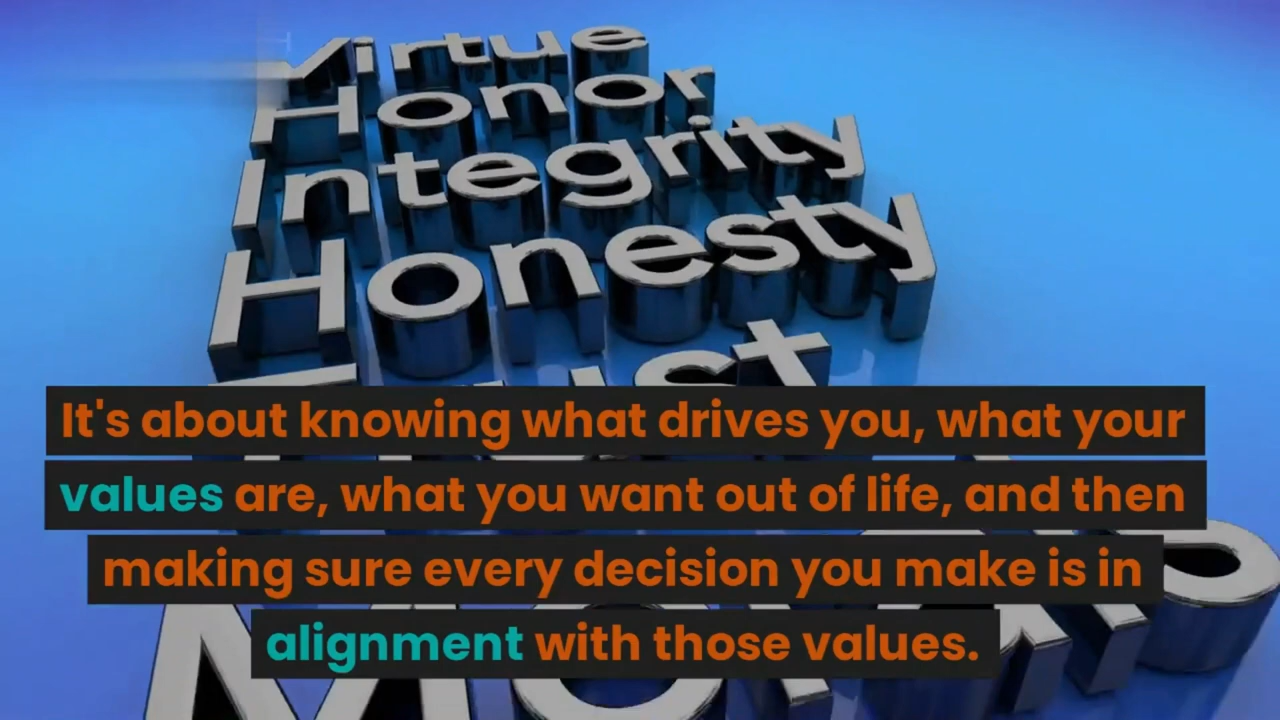 Virtue
Honor
Integrity
Honesty
It's about knowing what drives you, what your
values are, what you want out of life, and then
making sure every decision you make is in
alignment with those values.